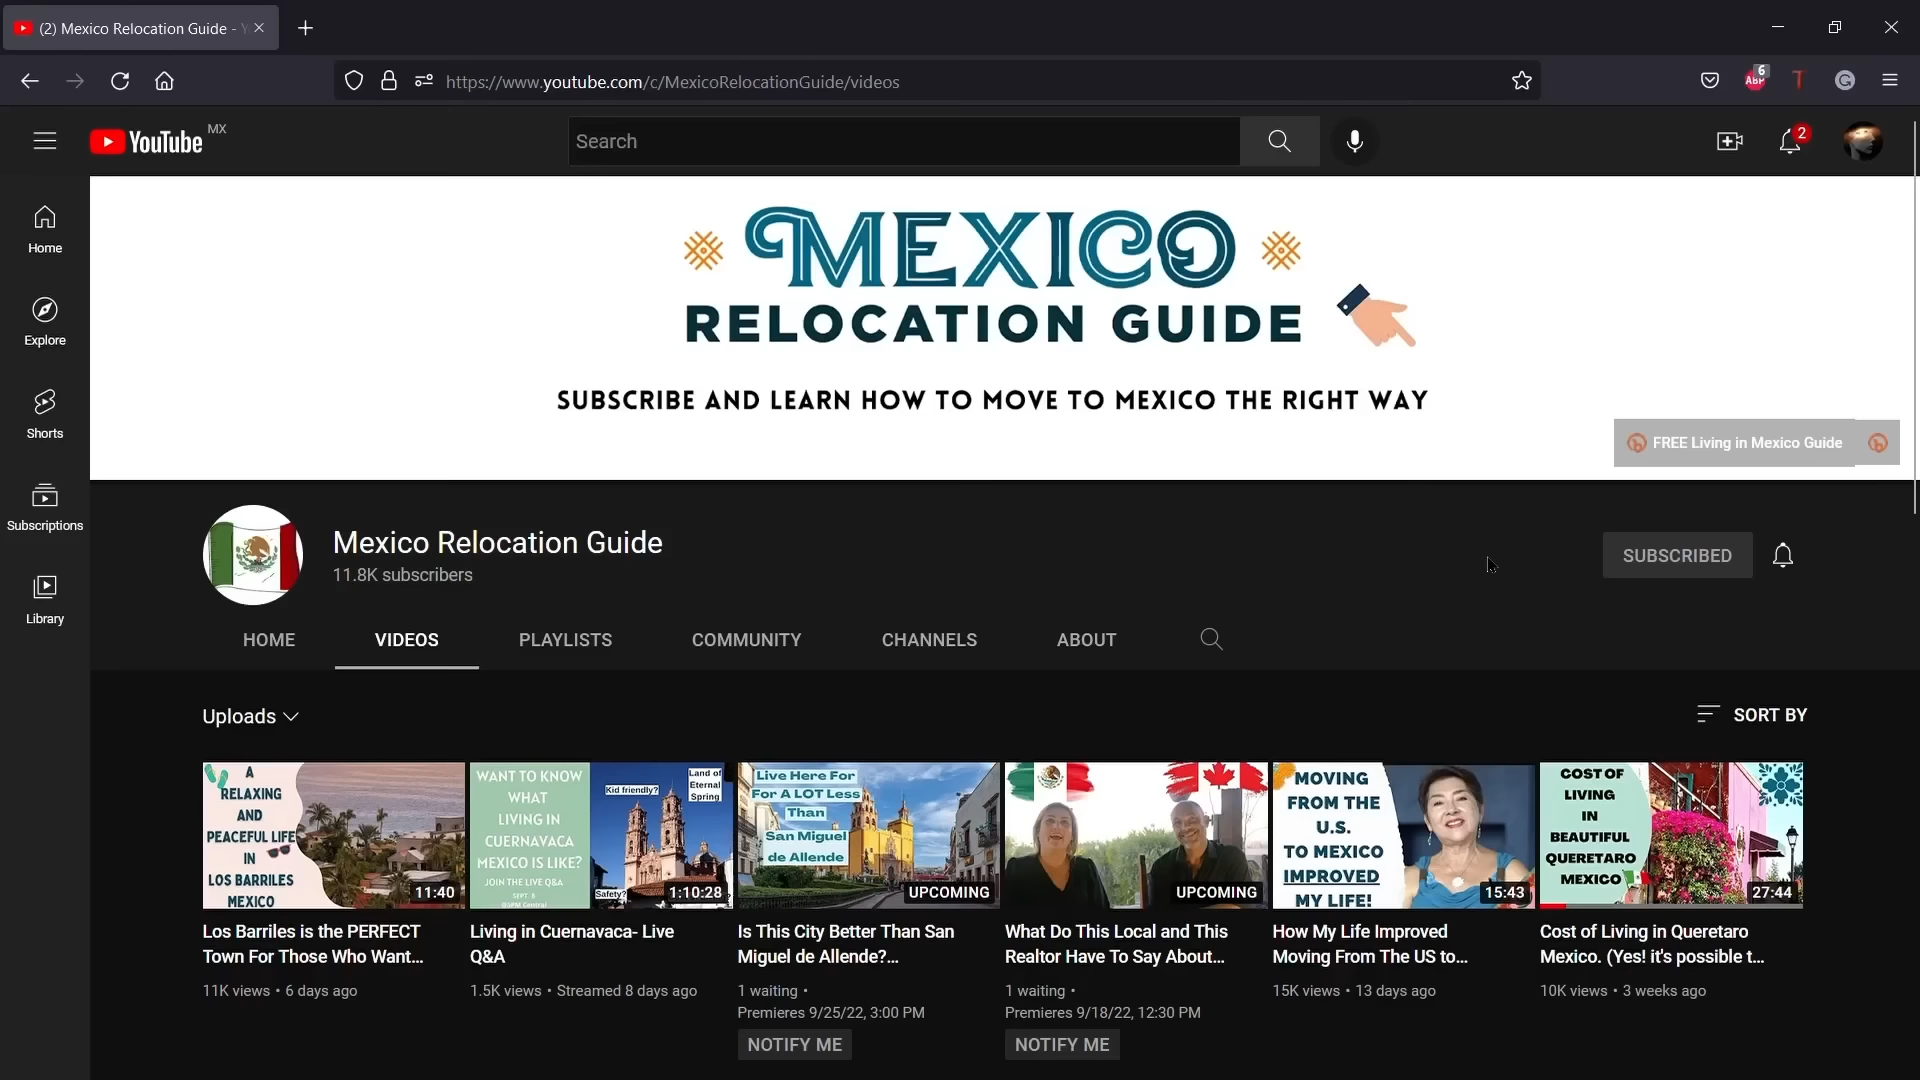 (2) Mexico Relocation Guide - Y
https://www.youtube.com/c/MexicoRelocationGuide/videos
ABP
6
T
G
YouTube MX
Search
2
Home
Explore
Shorts
Subscriptions
Library
MEXICO
RELOCATION GUIDE
SUBSCRIBE AND LEARN HOW TO MOVE TO MEXICO THE RIGHT WAY
FREE Living in Mexico Guide
Mexico Relocation Guide
11.8K subscribers
SUBSCRIBED
HOME VIDEOS PLAYLISTS COMMUNITY CHANNELS ABOUT
Uploads
SORT BY
A
RELAXING
AND
PEACEFUL LIFE
IN
LOS BARRILES
MEXICO
11:40
Los Barriles is the PERFECT
Town For Those Who Want...
11K views • 6 days ago
WANT TO KNOW
WHAT
LIVING IN
CUERNAVACA
MEXICO IS LIKE?
JOIN THE LIVE Q&A
SEPT. 8
@5PM Central
Kid friendly?
Land of
Eternal
Spring
Safety?
1:10:28
Living in Cuernavaca- Live
Q&A
1.5K views • Streamed 8 days ago
Live Here For
For A LOT Less
Than
San Miguel
de Allende
UPCOMING
Is This City Better Than San
Miguel de Allende?...
1 waiting •
Premieres 9/25/22, 3:00 PM
NOTIFY ME
UPCOMING
What Do This Local and This
Realtor Have To Say About...
1 waiting •
Premieres 9/18/22, 12:30 PM
NOTIFY ME
MOVING
FROM THE
U.S.
TO MEXICO
IMPROVED
MY LIFE!
15:43
How My Life Improved
Moving From The US to...
15K views • 13 days ago
COST OF
LIVING
IN
BEAUTIFUL
QUERETARO
MEXICO
27:44
Cost of Living in Queretaro
Mexico. (Yes! it's possible t...
10K views • 3 weeks ago